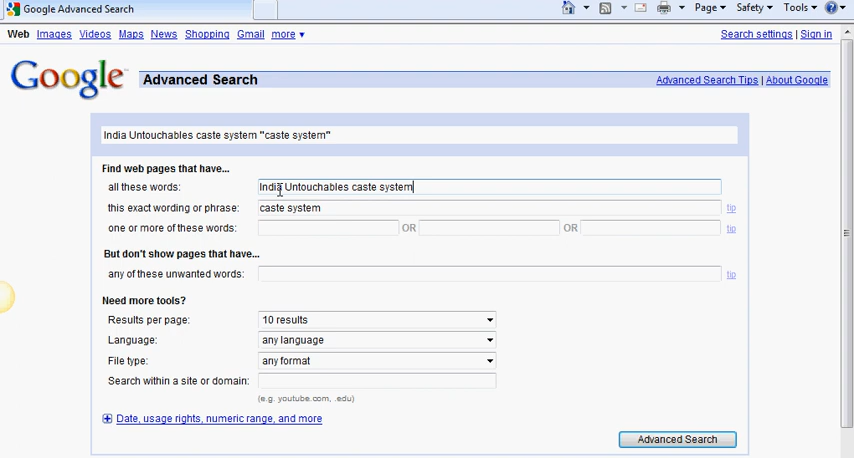 Google Advanced Search
Page Safety Tools
Web Images Videos Maps News Shopping Gmail more Search settings | Sign in
Google Advanced Search Advanced Search Tips | About Google
India Untouchables caste system "caste system"
Find web pages that have...
all these words: India Untouchables caste system
this exact wording or phrase: caste system tip
one or more of these words: OR OR tip
But don't show pages that have...
any of these unwanted words: tip
Need more tools?
Results per page: 10 results
Language: any language
File type: any format
Search within a site or domain:
(e.g. youtube.com, .edu)
Date, usage rights, numeric range, and more
Advanced Search